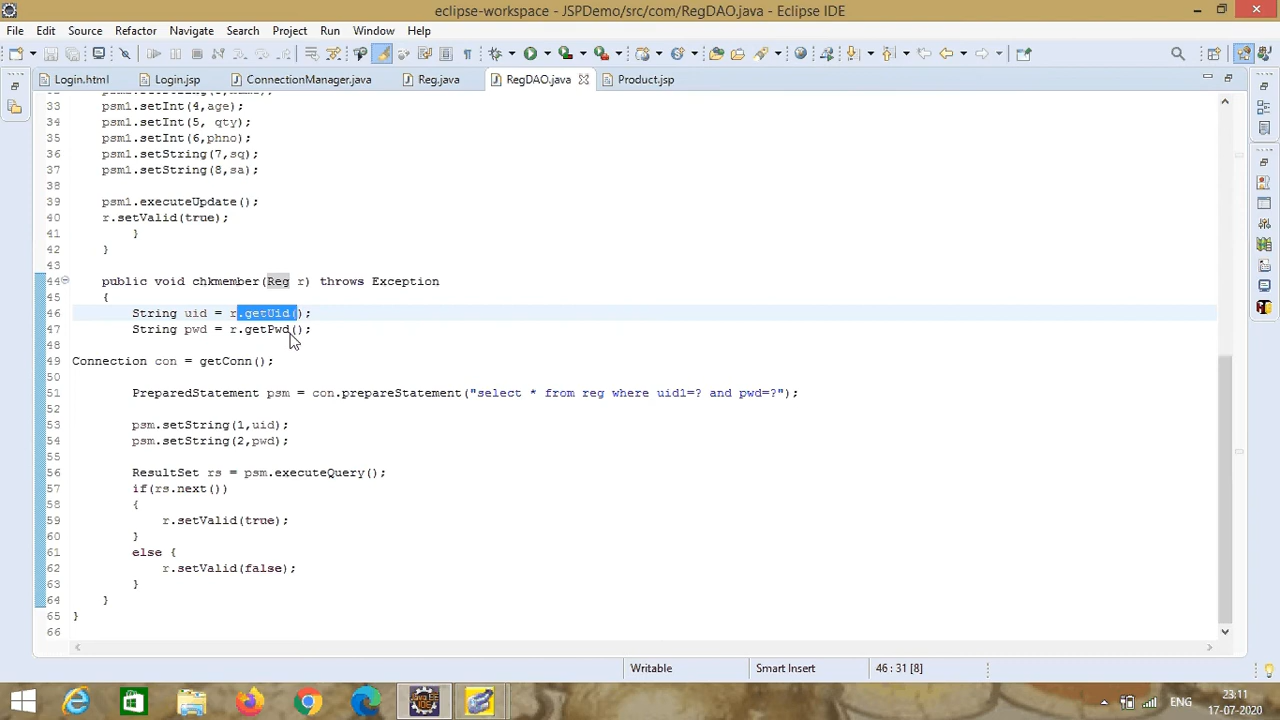 eclipse-workspace - JSPDemo/src/com/RegDAO.java - Eclipse IDE
File Edit Source Refactor Navigate Search Project Run Window Help
Login.html Login.jsp ConnectionManager.java Reg.java RegDAO.java Product.jsp
33 psm1.setInt(4,age);
34 psm1.setInt(5, qty);
35 psm1.setInt(6,phno);
36 psm1.setString(7,sq);
37 psm1.setString(8,sa);
38
39 psm1.executeUpdate();
40 r.setValid(true);
41 }
42 }
43
44 public void chkmember(Reg r) throws Exception
45 {
46 String uid = r.getUid();
47 String pwd = r.getPwd();
48
49 Connection con = getConn();
50
51 PreparedStatement psm = con.prepareStatement("select * from reg where uid1=? and pwd=?");
52
53 psm.setString(1,uid);
54 psm.setString(2,pwd);
55
56 ResultSet rs = psm.executeQuery();
57 if(rs.next())
58 {
59 r.setValid(true);
60 }
61 else {
62 r.setValid(false);
63 }
64 }
65 }
66
Writable Smart Insert 46 : 31 [8]
ENG 23:11
17-07-2020